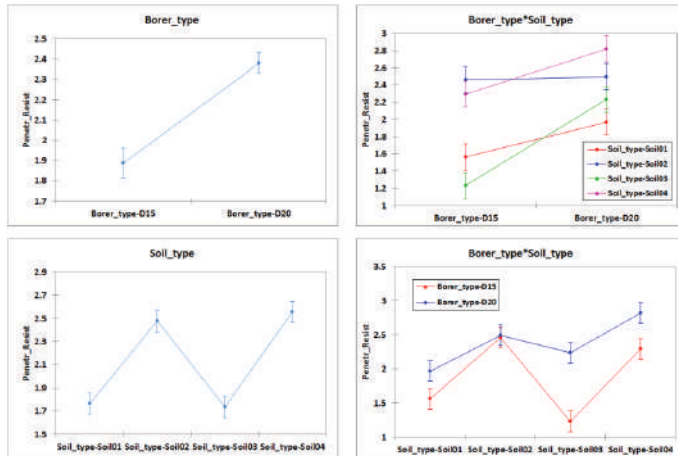 Borer_type
2.5
2.4
2.3
2.2
2.1
2
1.9
1.8
1.7
Penetr_Resist
Borer_type-D15 Borer_type-D20
Borer_type*Soil_type
3
2.8
2.6
2.4
2.2
2
1.8
1.6
1.4
1.2
1
Penetr_Resist
Soil_type-Soil01
Soil_type-Soil02
Soil_type-Soil03
Soil_type-Soil04
Borer_type-D15 Borer_type-D20
Soil_type
2.9
2.7
2.5
2.3
2.1
1.9
1.7
1.5
Penetr_Resist
Soil_type-Soil01 Soil_type-Soil02 Soil_type-Soil03 Soil_type-Soil04
Borer_type*Soil_type
3.5
3
2.5
2
1.5
1
Penetr_Resist
Borer_type-D15
Borer_type-D20
Soil_type-Soil01 Soil_type-Soil02 Soil_type-Soil03 Soil_type-Soil04